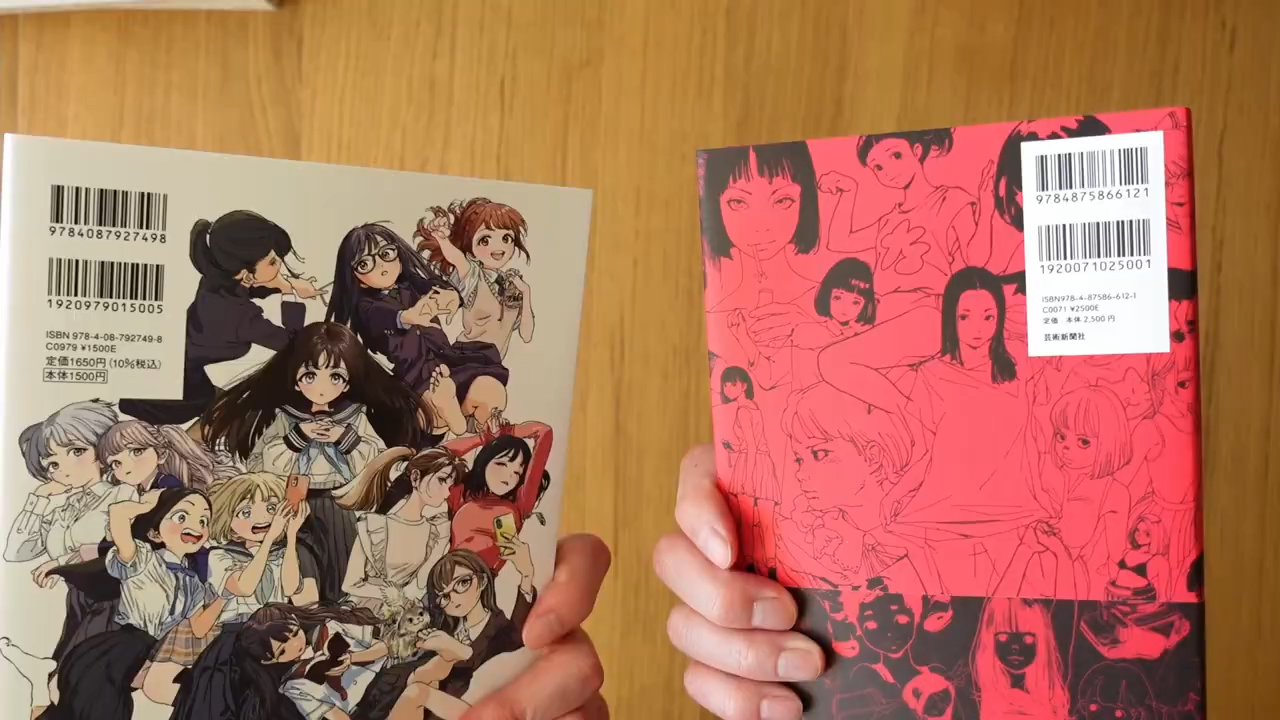 9784087927498
1920979015005
ISBN 978-4-08-792749-8
C0979 ¥1500E
定価1650円(10%税込)
本体1500円
9784875866121
1920071025001
ISBN978-4-87586-612-1
C0071 ¥2500E
定価 本体 2,500 円
芸術新聞社